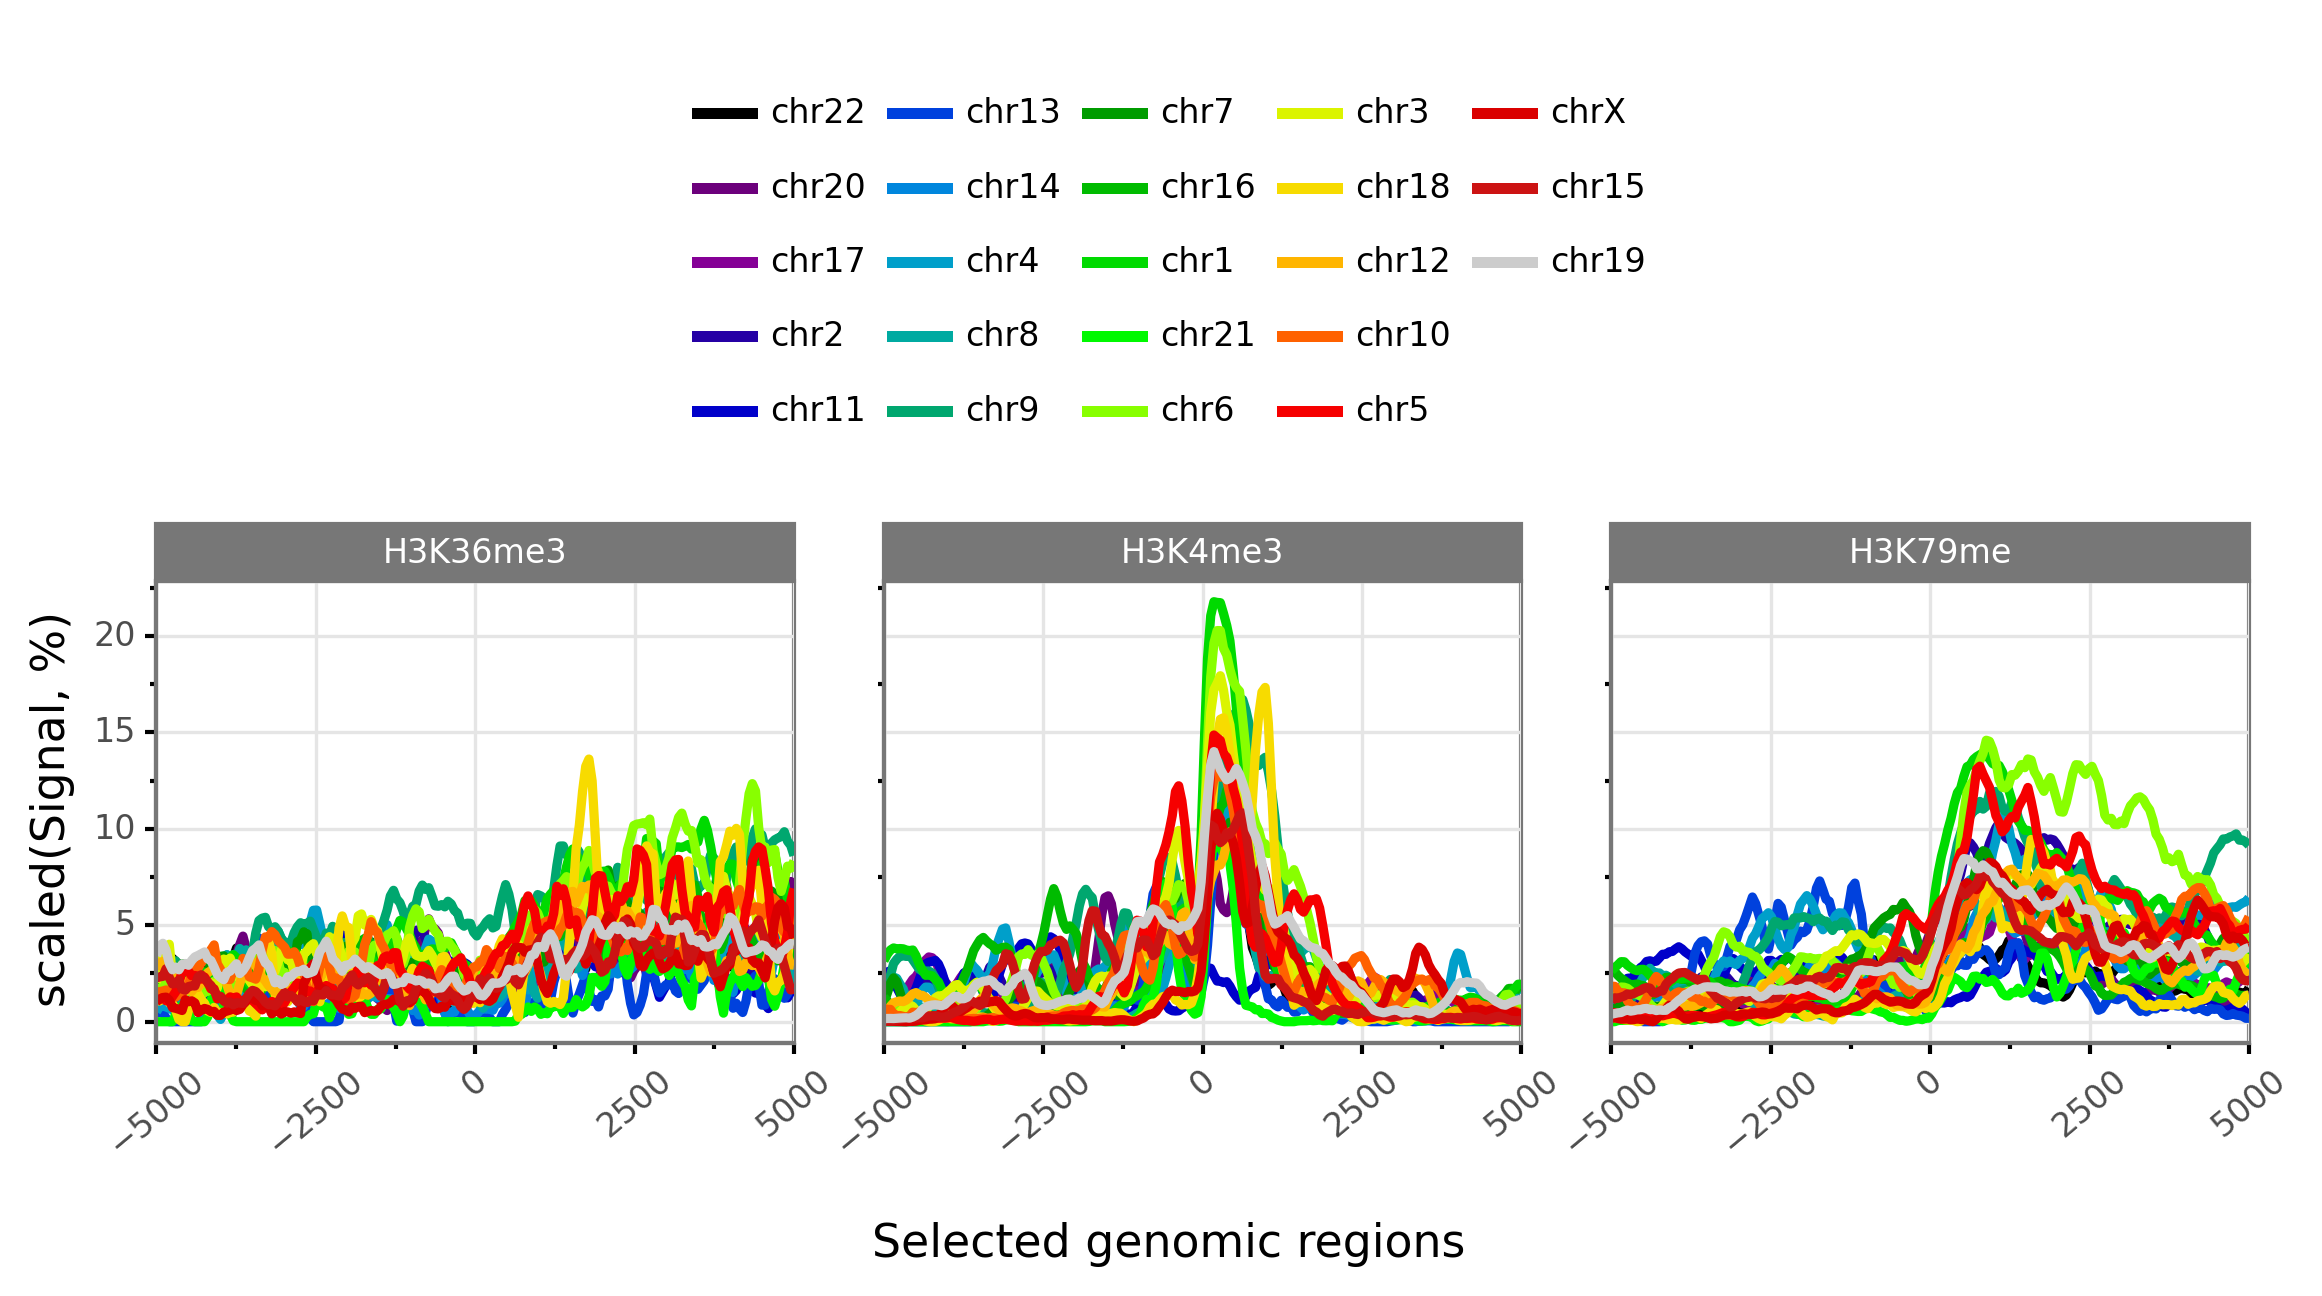 chr22 chr13 chr7 chr3 chrX
chr20 chr14 chr16 chr18 chr15
chr17 chr4 chr1 chr12 chr19
chr2 chr8 chr21 chr10
chr11 chr9 chr6 chr5
H3K36me3 H3K4me3 H3K79me
scaled(Signal, %)
20
15
10
5
0
−5000 −2500 0 2500 5000 −5000 −2500 0 2500 5000 −5000 −2500 0 2500 5000
Selected genomic regions